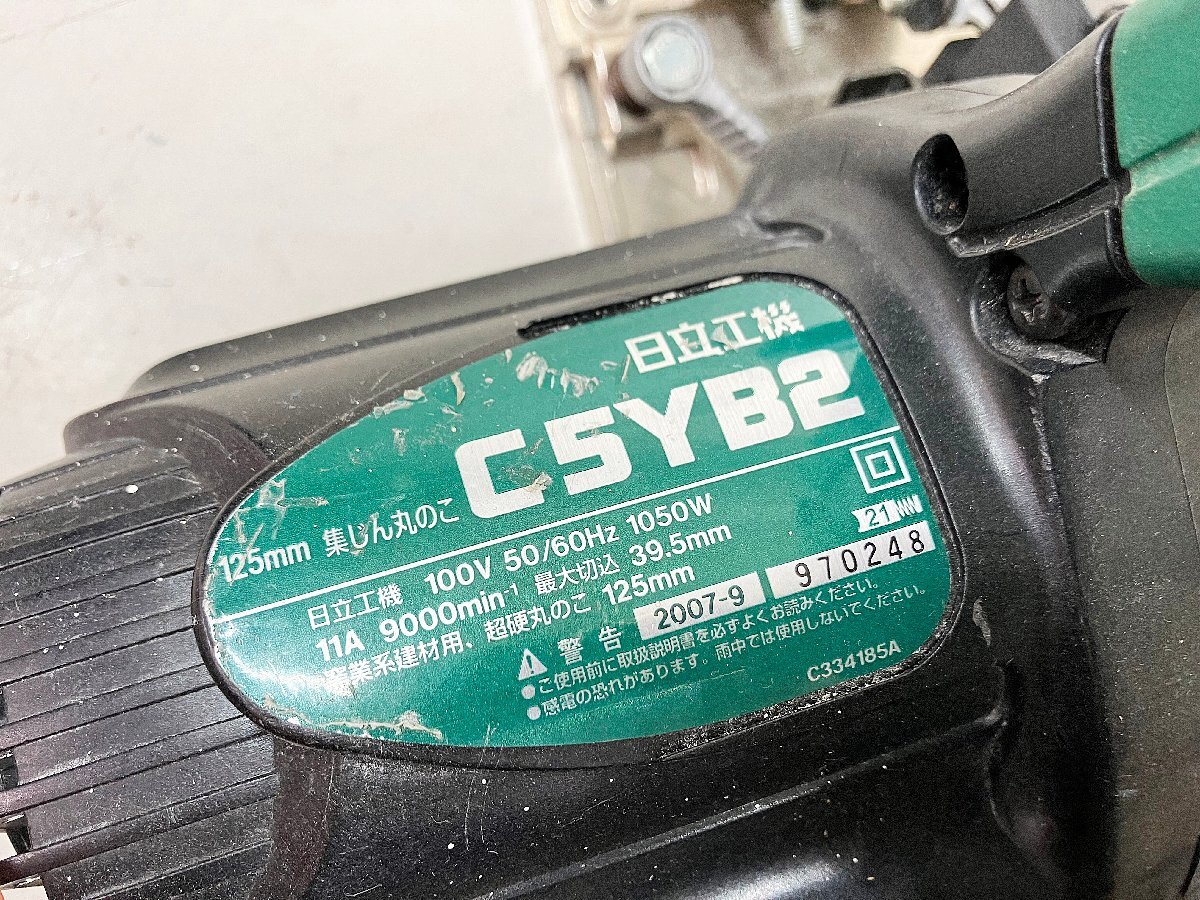 日立工機
C5YB2
125mm 集じん丸のこ
日立工機 100V 50/60Hz 1050W
11A 9000min⁻¹ 最大切込 39.5mm
窯業系建材用、超硬丸のこ 125mm
21
警告
2007-9
970248
●ご使用前に取扱説明書を必ずよくお読みください。
●感電の恐れがあります。雨中では使用しないでください。
C334185A